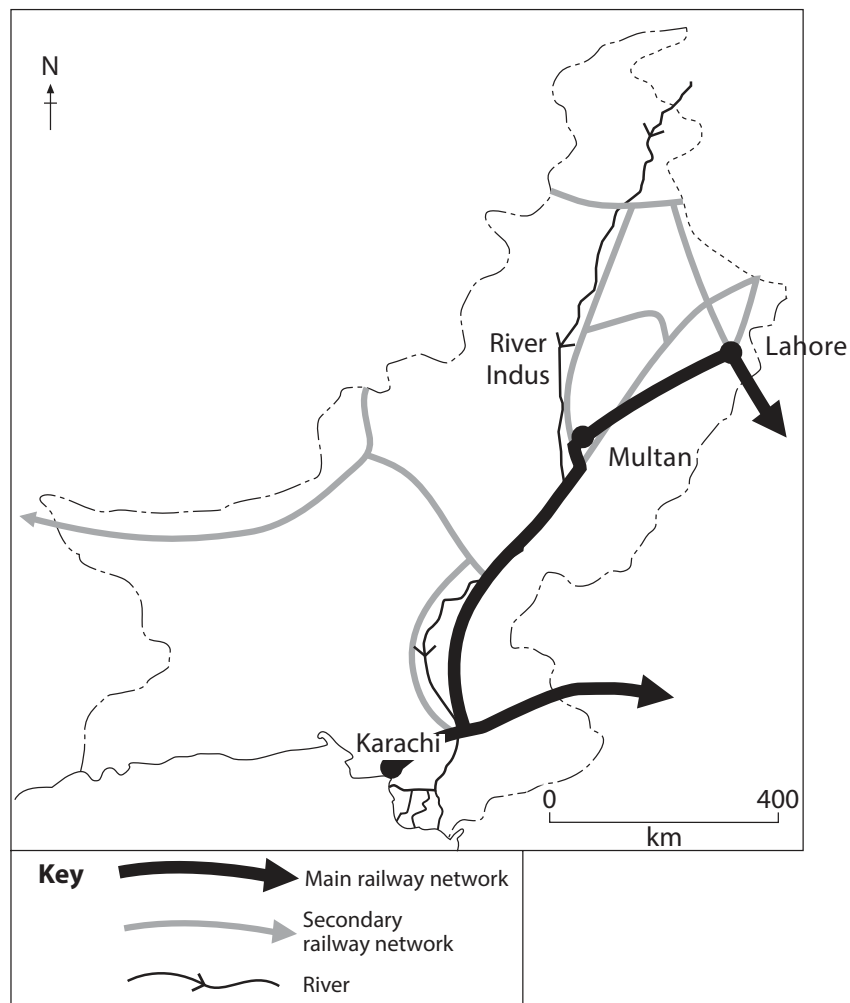 N
River
Indus
Lahore
Multan
Karachi
0 400
km
Key
Main railway network
Secondary
railway network
River